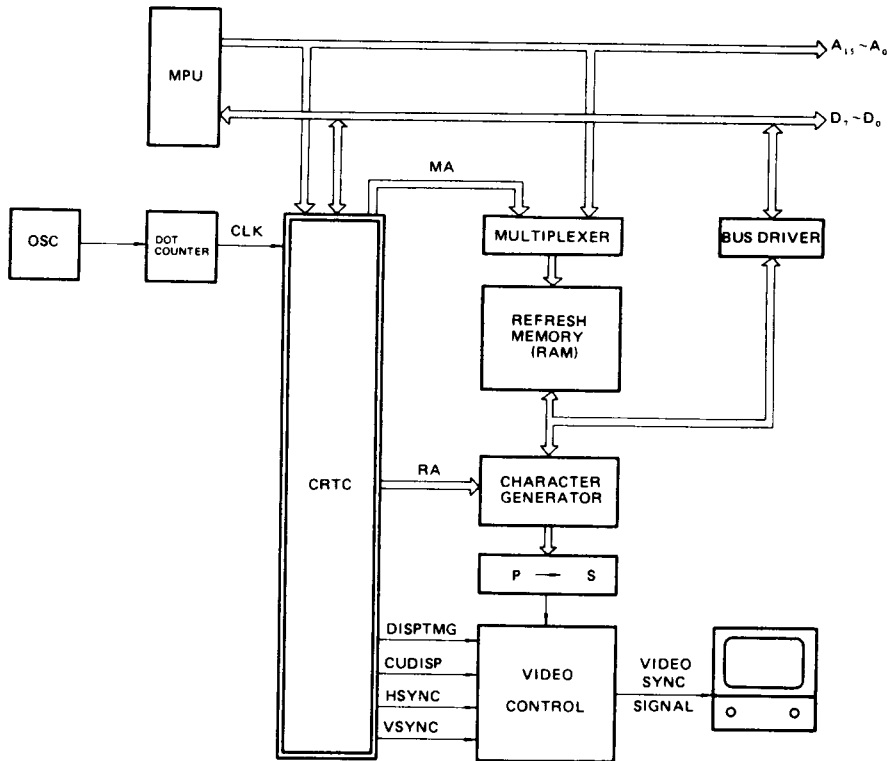 MPU
A₁₅ ~ A₀
D₇ ~ D₀
MA
OSC
DOT
COUNTER
CLK
MULTIPLEXER
BUS DRIVER
REFRESH
MEMORY
(RAM)
CRTC
RA
CHARACTER
GENERATOR
P — S
DISPTMG
CUDISP
HSYNC
VSYNC
VIDEO
CONTROL
VIDEO
SYNC
SIGNAL